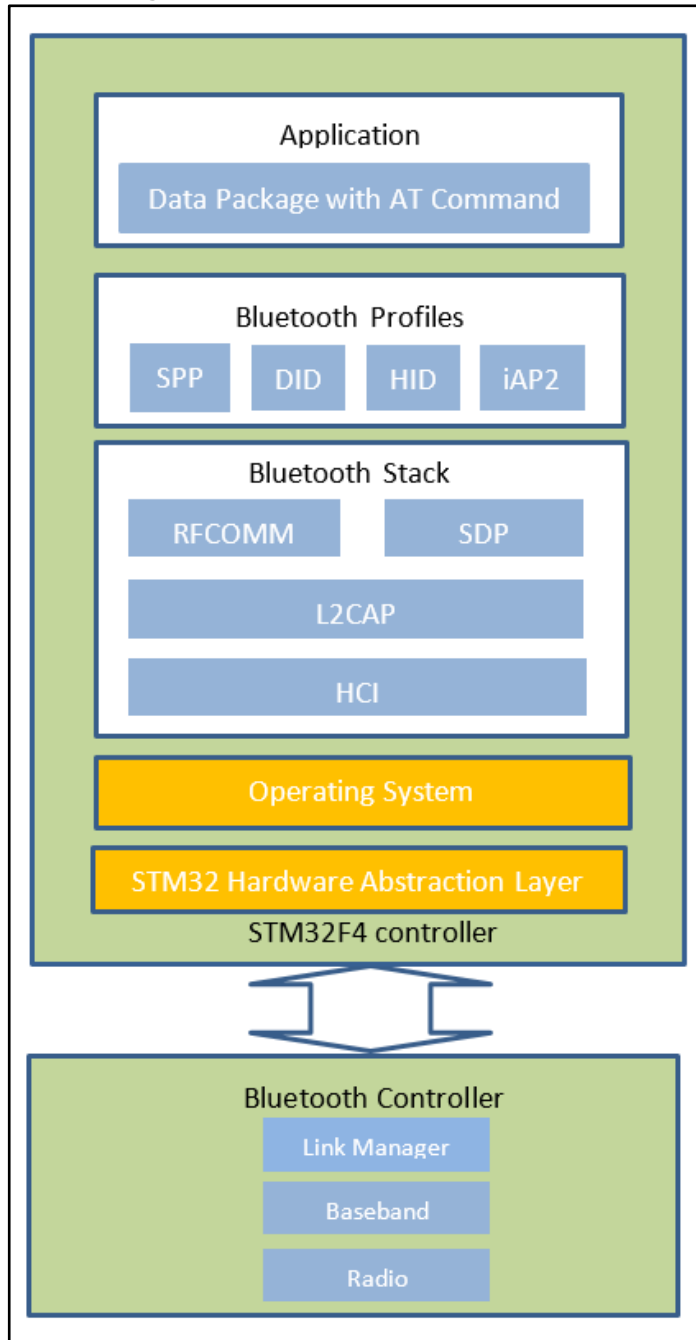 Application
Data Package with AT Command
Bluetooth Profiles
SPP DID HID iAP2
Bluetooth Stack
RFCOMM SDP
L2CAP
HCI
Operating System
STM32 Hardware Abstraction Layer
STM32F4 controller
Bluetooth Controller
Link Manager
Baseband
Radio